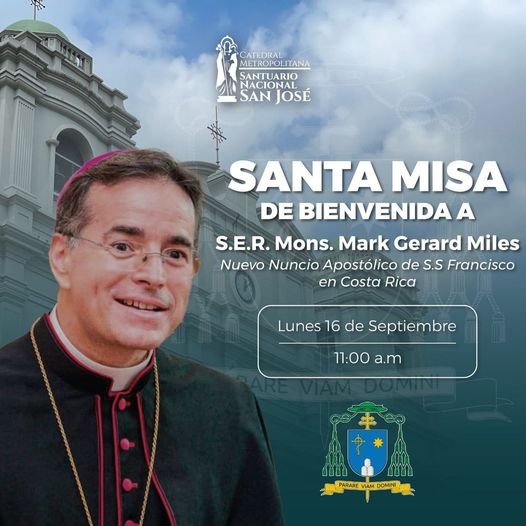 CATEDRAL
METROPOLITANA
SANTUARIO
NACIONAL
SAN JOSÉ
SANTA MISA
DE BIENVENIDA A
S.E.R. Mons. Mark Gerard Miles
Nuevo Nuncio Apostólico de S.S Francisco
en Costa Rica
Lunes 16 de Septiembre
11:00 a.m
PARARE VIAM DOMINI
PARARE VIAM DOMINI